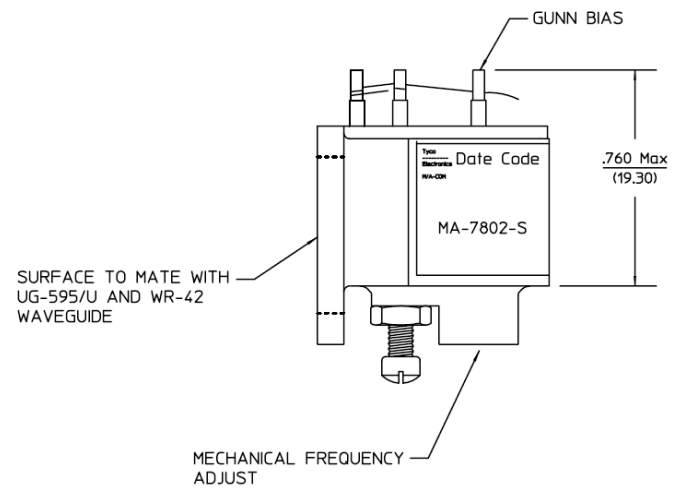 GUNN BIAS
Tyco
Electronics
Date Code
M/A-COM
.760 Max
(19.30)
MA-7802-S
SURFACE TO MATE WITH
UG-595/U AND WR-42
WAVEGUIDE
MECHANICAL FREQUENCY
ADJUST